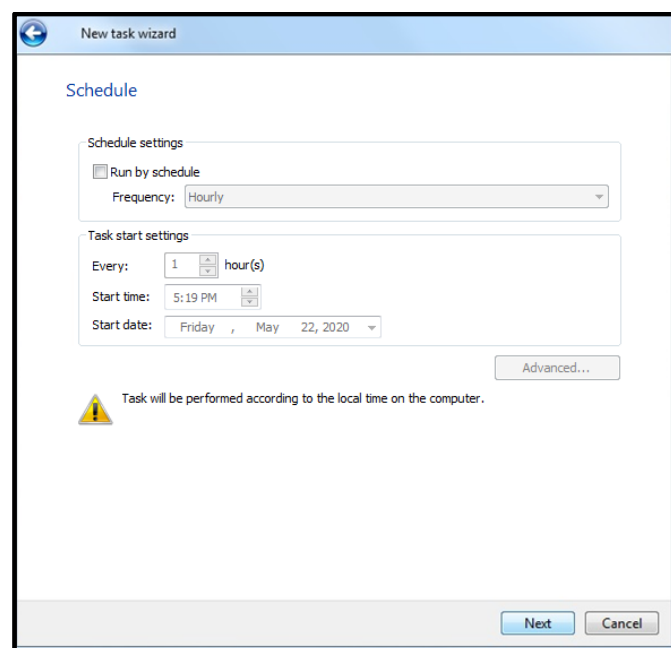 New task wizard
Schedule
Schedule settings
Run by schedule
Frequency: Hourly
Task start settings
Every: 1 hour(s)
Start time: 5:19 PM
Start date: Friday , May 22, 2020
Advanced...
Task will be performed according to the local time on the computer.
Next Cancel